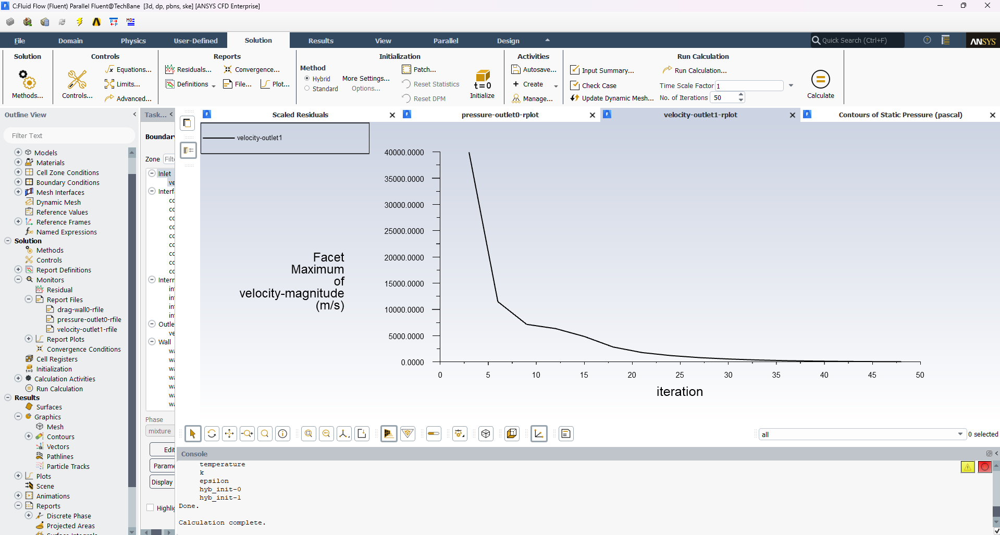 C:Fluid Flow (Fluent) Parallel Fluent@TechBane [3d, dp, pbns, ske] [ANSYS CFD Enterprise]
File Domain Physics User-Defined Solution Results View Parallel Design Quick Search (Ctrl+F) ANSYS
Solution
Methods...
Controls
Controls...
Equations...
Limits...
Advanced...
Reports
Residuals... Convergence...
Definitions File... Plot...
Initialization
Method
Hybrid
Standard
More Settings...
Options...
Patch...
Reset Statistics
Reset DPM
t=0
Initialize
Activities
Autosave...
Create
Manage...
Run Calculation
Input Summary... Run Calculation...
Check Case Time Scale Factor 1
Update Dynamic Mesh... No. of Iterations 50
Calculate
Outline View
Filter Text
Models
Materials
Cell Zone Conditions
Boundary Conditions
Mesh Interfaces
Dynamic Mesh
Reference Values
Reference Frames
Named Expressions
Solution
Methods
Controls
Report Definitions
Monitors
Residual
Report Files
drag-wall0-rfile
pressure-outlet0-rfile
velocity-outlet1-rfile
Report Plots
Convergence Conditions
Cell Registers
Initialization
Calculation Activities
Run Calculation
Results
Surfaces
Graphics
Mesh
Contours
Vectors
Pathlines
Particle Tracks
Plots
Scene
Animations
Reports
Discrete Phase
Projected Areas
Task...
Boundar
Zone Filt
Inlet
ve
Interf
cc
cc
cc
cc
cc
cc
cc
cc
cc
Intern
int
int
int
int
Outle
ve
Wall
wa
wa
wa
wa
wa
wa
wa
Phase
mixture
Edit
Parame
Display
Highlig
Scaled Residuals pressure-outlet0-rplot velocity-outlet1-rplot Contours of Static Pressure (pascal)
velocity-outlet1
40000.0000
35000.0000
30000.0000
25000.0000
20000.0000
15000.0000
10000.0000
5000.0000
0.0000
Facet
Maximum
of
velocity-magnitude
(m/s)
0 5 10 15 20 25 30 35 40 45 50
iteration
all 0 selected
Console
temperature
k
epsilon
hyb_init-0
hyb_init-1
Done.
Calculation complete.